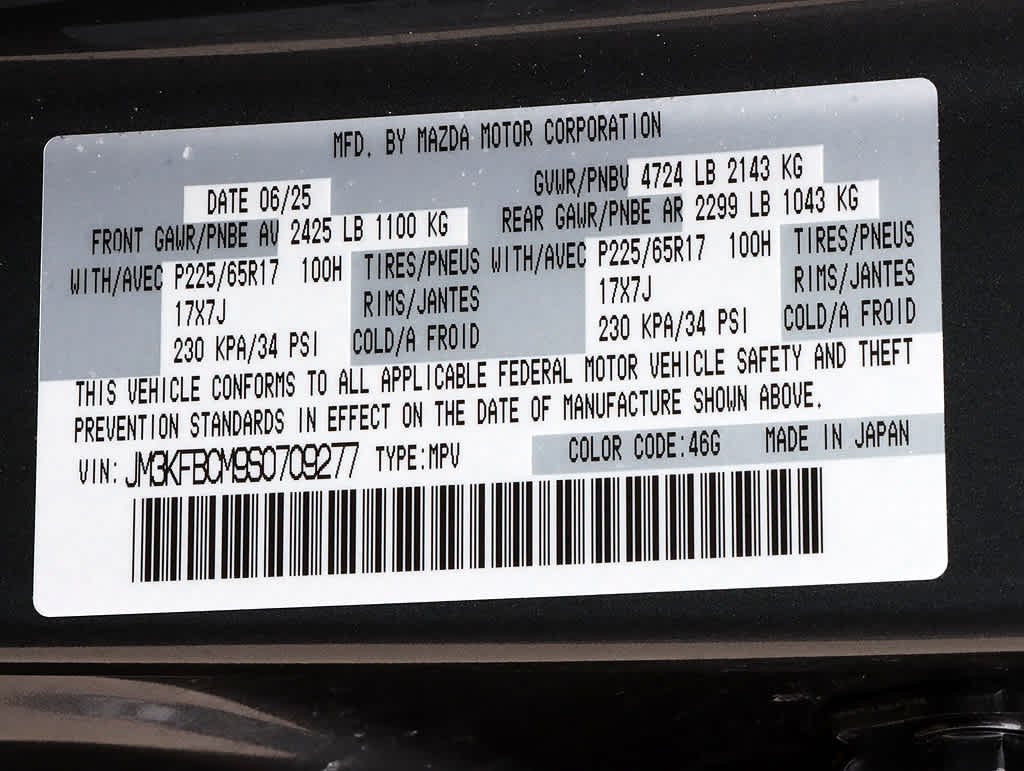 MFD. BY MAZDA MOTOR CORPORATION
DATE 06/25
GVWR/PNBV 4724 LB 2143 KG
FRONT GAWR/PNBE AV 2425 LB 1100 KG
REAR GAWR/PNBE AR 2299 LB 1043 KG
WITH/AVEC P225/65R17 100H TIRES/PNEUS
17X7J RIMS/JANTES
230 KPA/34 PSI COLD/A FROID
WITH/AVEC P225/65R17 100H TIRES/PNEUS
17X7J RIMS/JANTES
230 KPA/34 PSI COLD/A FROID
THIS VEHICLE CONFORMS TO ALL APPLICABLE FEDERAL MOTOR VEHICLE SAFETY AND THEFT
PREVENTION STANDARDS IN EFFECT ON THE DATE OF MANUFACTURE SHOWN ABOVE.
VIN: JM3KFBCM9S0709277 TYPE:MPV
COLOR CODE:46G MADE IN JAPAN